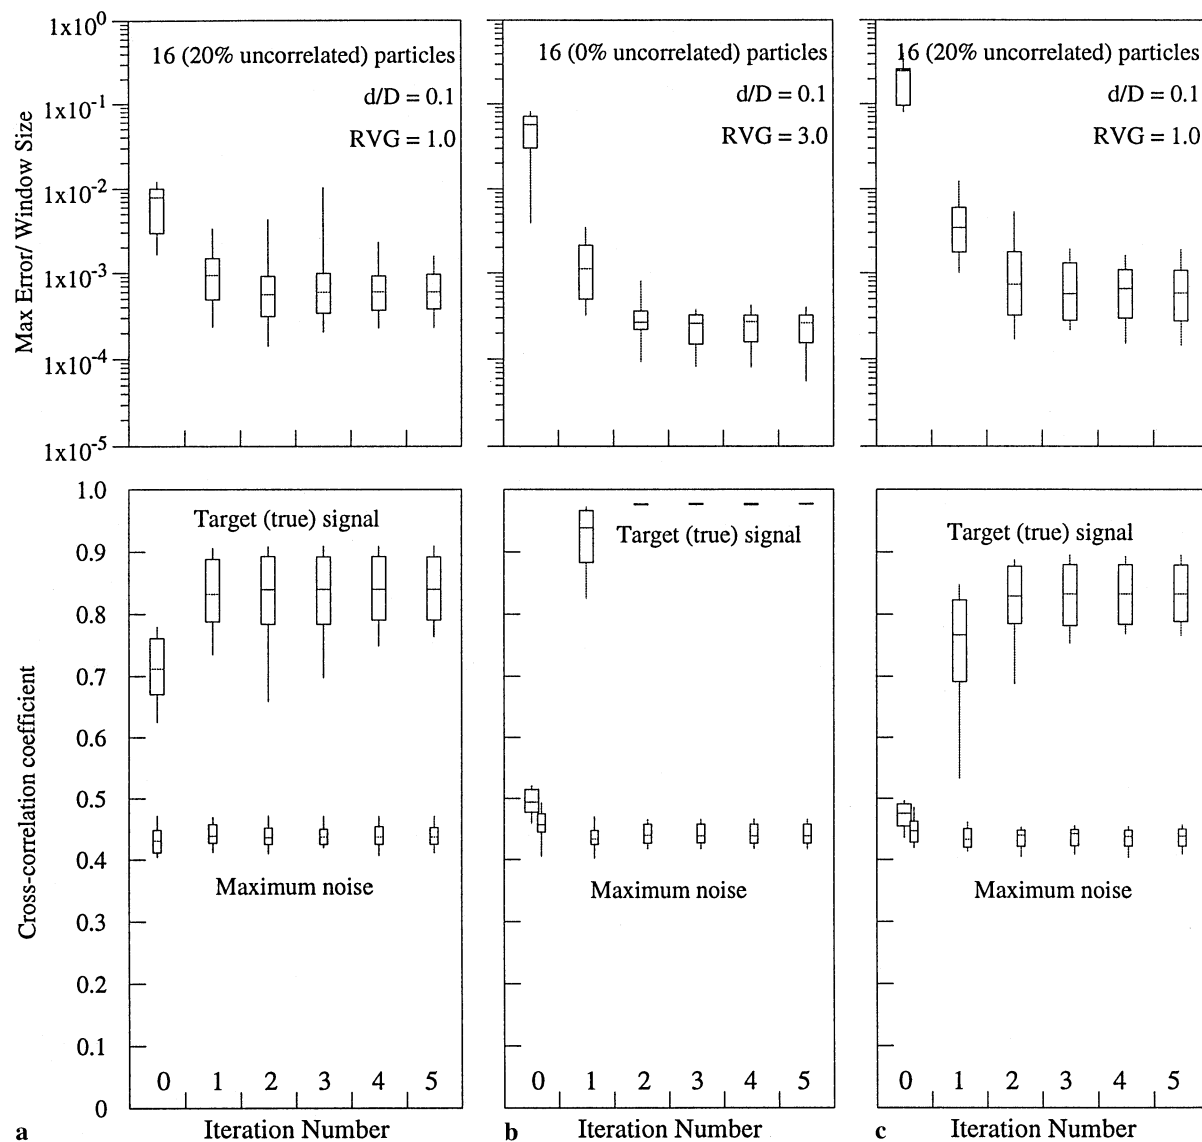 1x10^0
1x10^-1
1x10^-2
1x10^-3
1x10^-4
1x10^-5
Max Error/ Window Size
16 (20% uncorrelated) particles
d/D = 0.1
RVG = 1.0
16 (0% uncorrelated) particles
d/D = 0.1
RVG = 3.0
16 (20% uncorrelated) particles
d/D = 0.1
RVG = 1.0
1.0
0.9
0.8
0.7
0.6
0.5
0.4
0.3
0.2
0.1
0
Cross-correlation coefficient
Target (true) signal
Maximum noise
0 1 2 3 4 5
a
Iteration Number
Target (true) signal
Maximum noise
0 1 2 3 4 5
b
Iteration Number
Target (true) signal
Maximum noise
0 1 2 3 4 5
c
Iteration Number